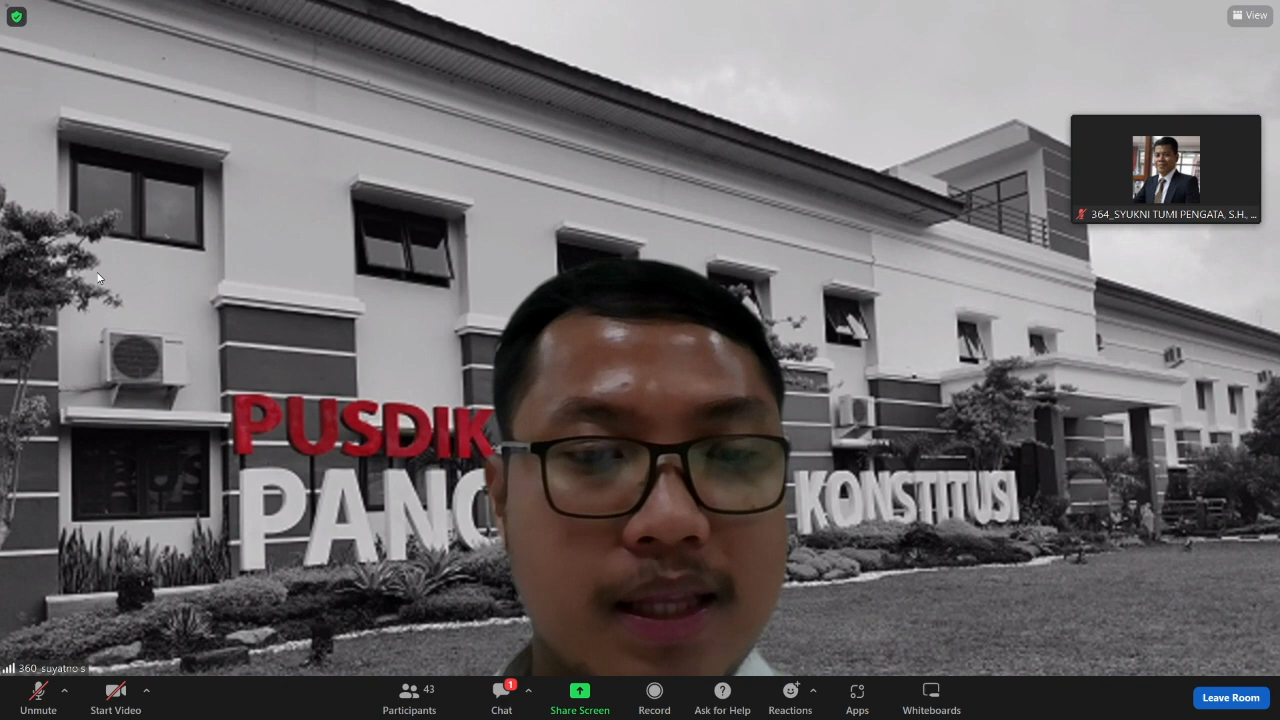 View
364_SYUKNI TUMI PENGATA, S.H., ...
PUSDIK
PANC
KONSTITUSI
360_suyatno s
Unmute
Start Video
Participants
43
Chat
1
Share Screen
Record
Ask for Help
Reactions
Apps
Whiteboards
Leave Room